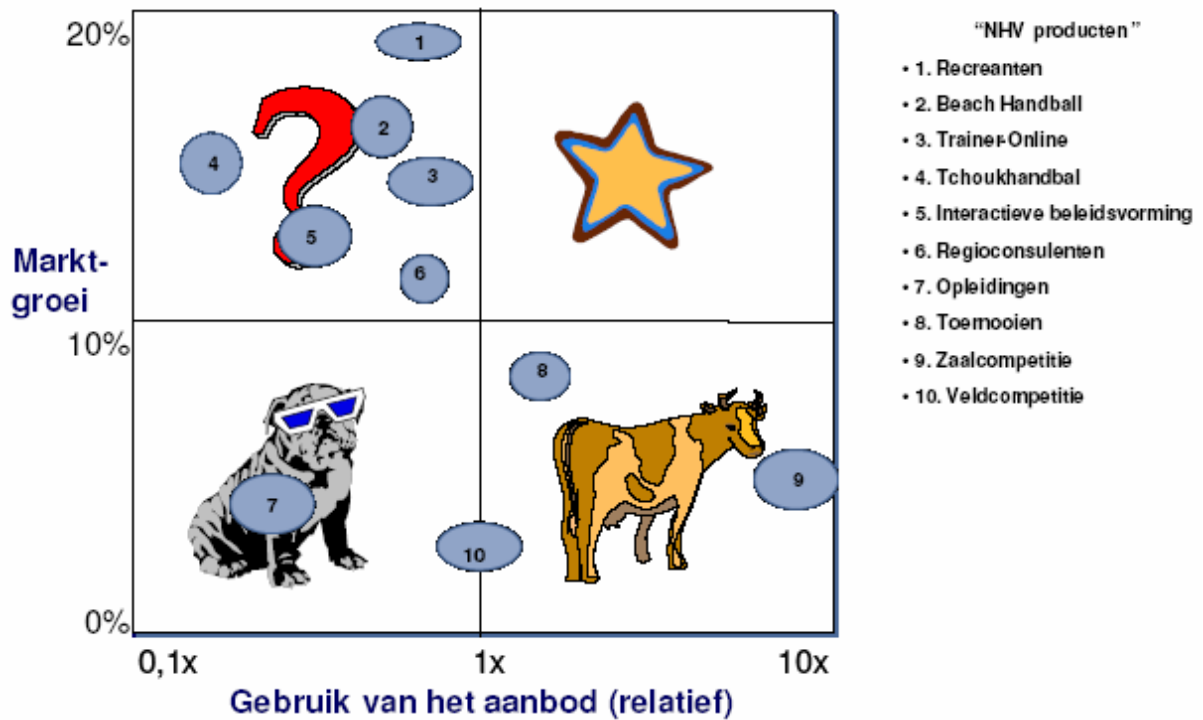 20%
1
2
3
4
5
6
Markt-
groei
10%
7
8
9
10
0%
0,1x
1x
10x
Gebruik van het aanbod (relatief)
“NHV producten”
• 1. Recreanten
• 2. Beach Handball
• 3. Trainer-Online
• 4. Tchoukhandbal
• 5. Interactieve beleidsvorming
• 6. Regioconsulenten
• 7. Opleidingen
• 8. Toernooien
• 9. Zaalcompetitie
• 10. Veldcompetitie